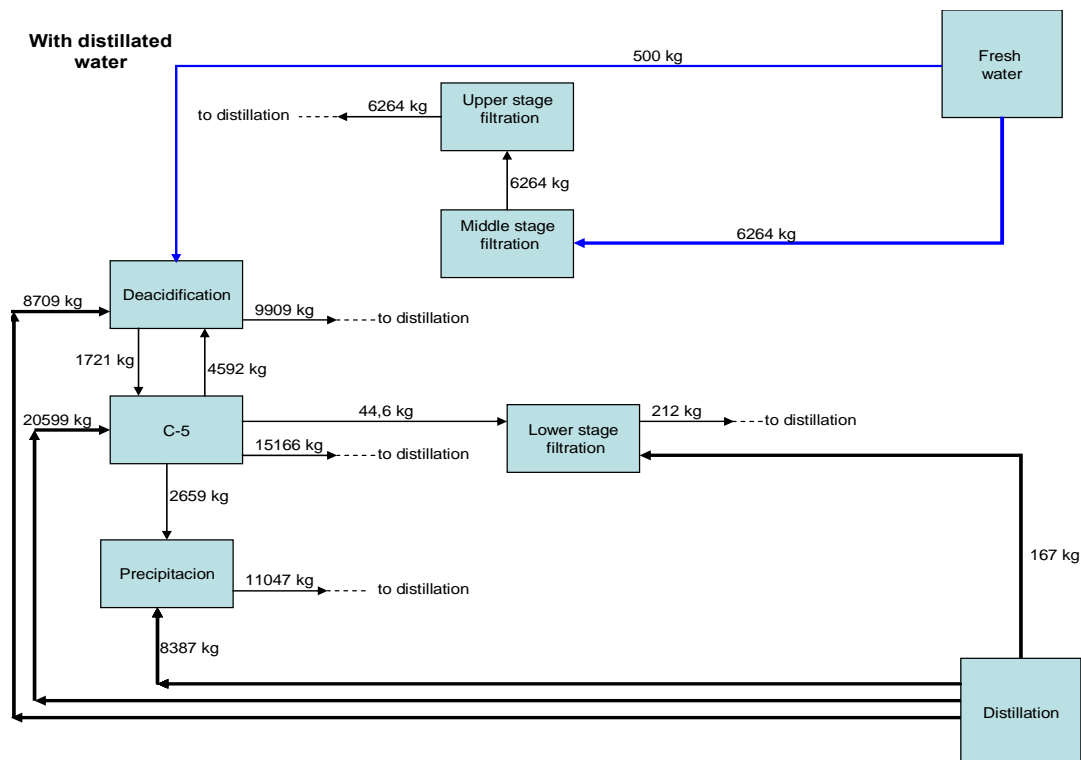 With distillated
water
500 kg
Fresh
water
6264 kg
Upper stage
filtration
to distillation
6264 kg
Middle stage
filtration
6264 kg
Deacidification
8709 kg
9909 kg
to distillation
1721 kg
4592 kg
20599 kg
C-5
44,6 kg
Lower stage
filtration
212 kg
to distillation
15166 kg
to distillation
2659 kg
Precipitacion
11047 kg
to distillation
167 kg
8387 kg
Distillation